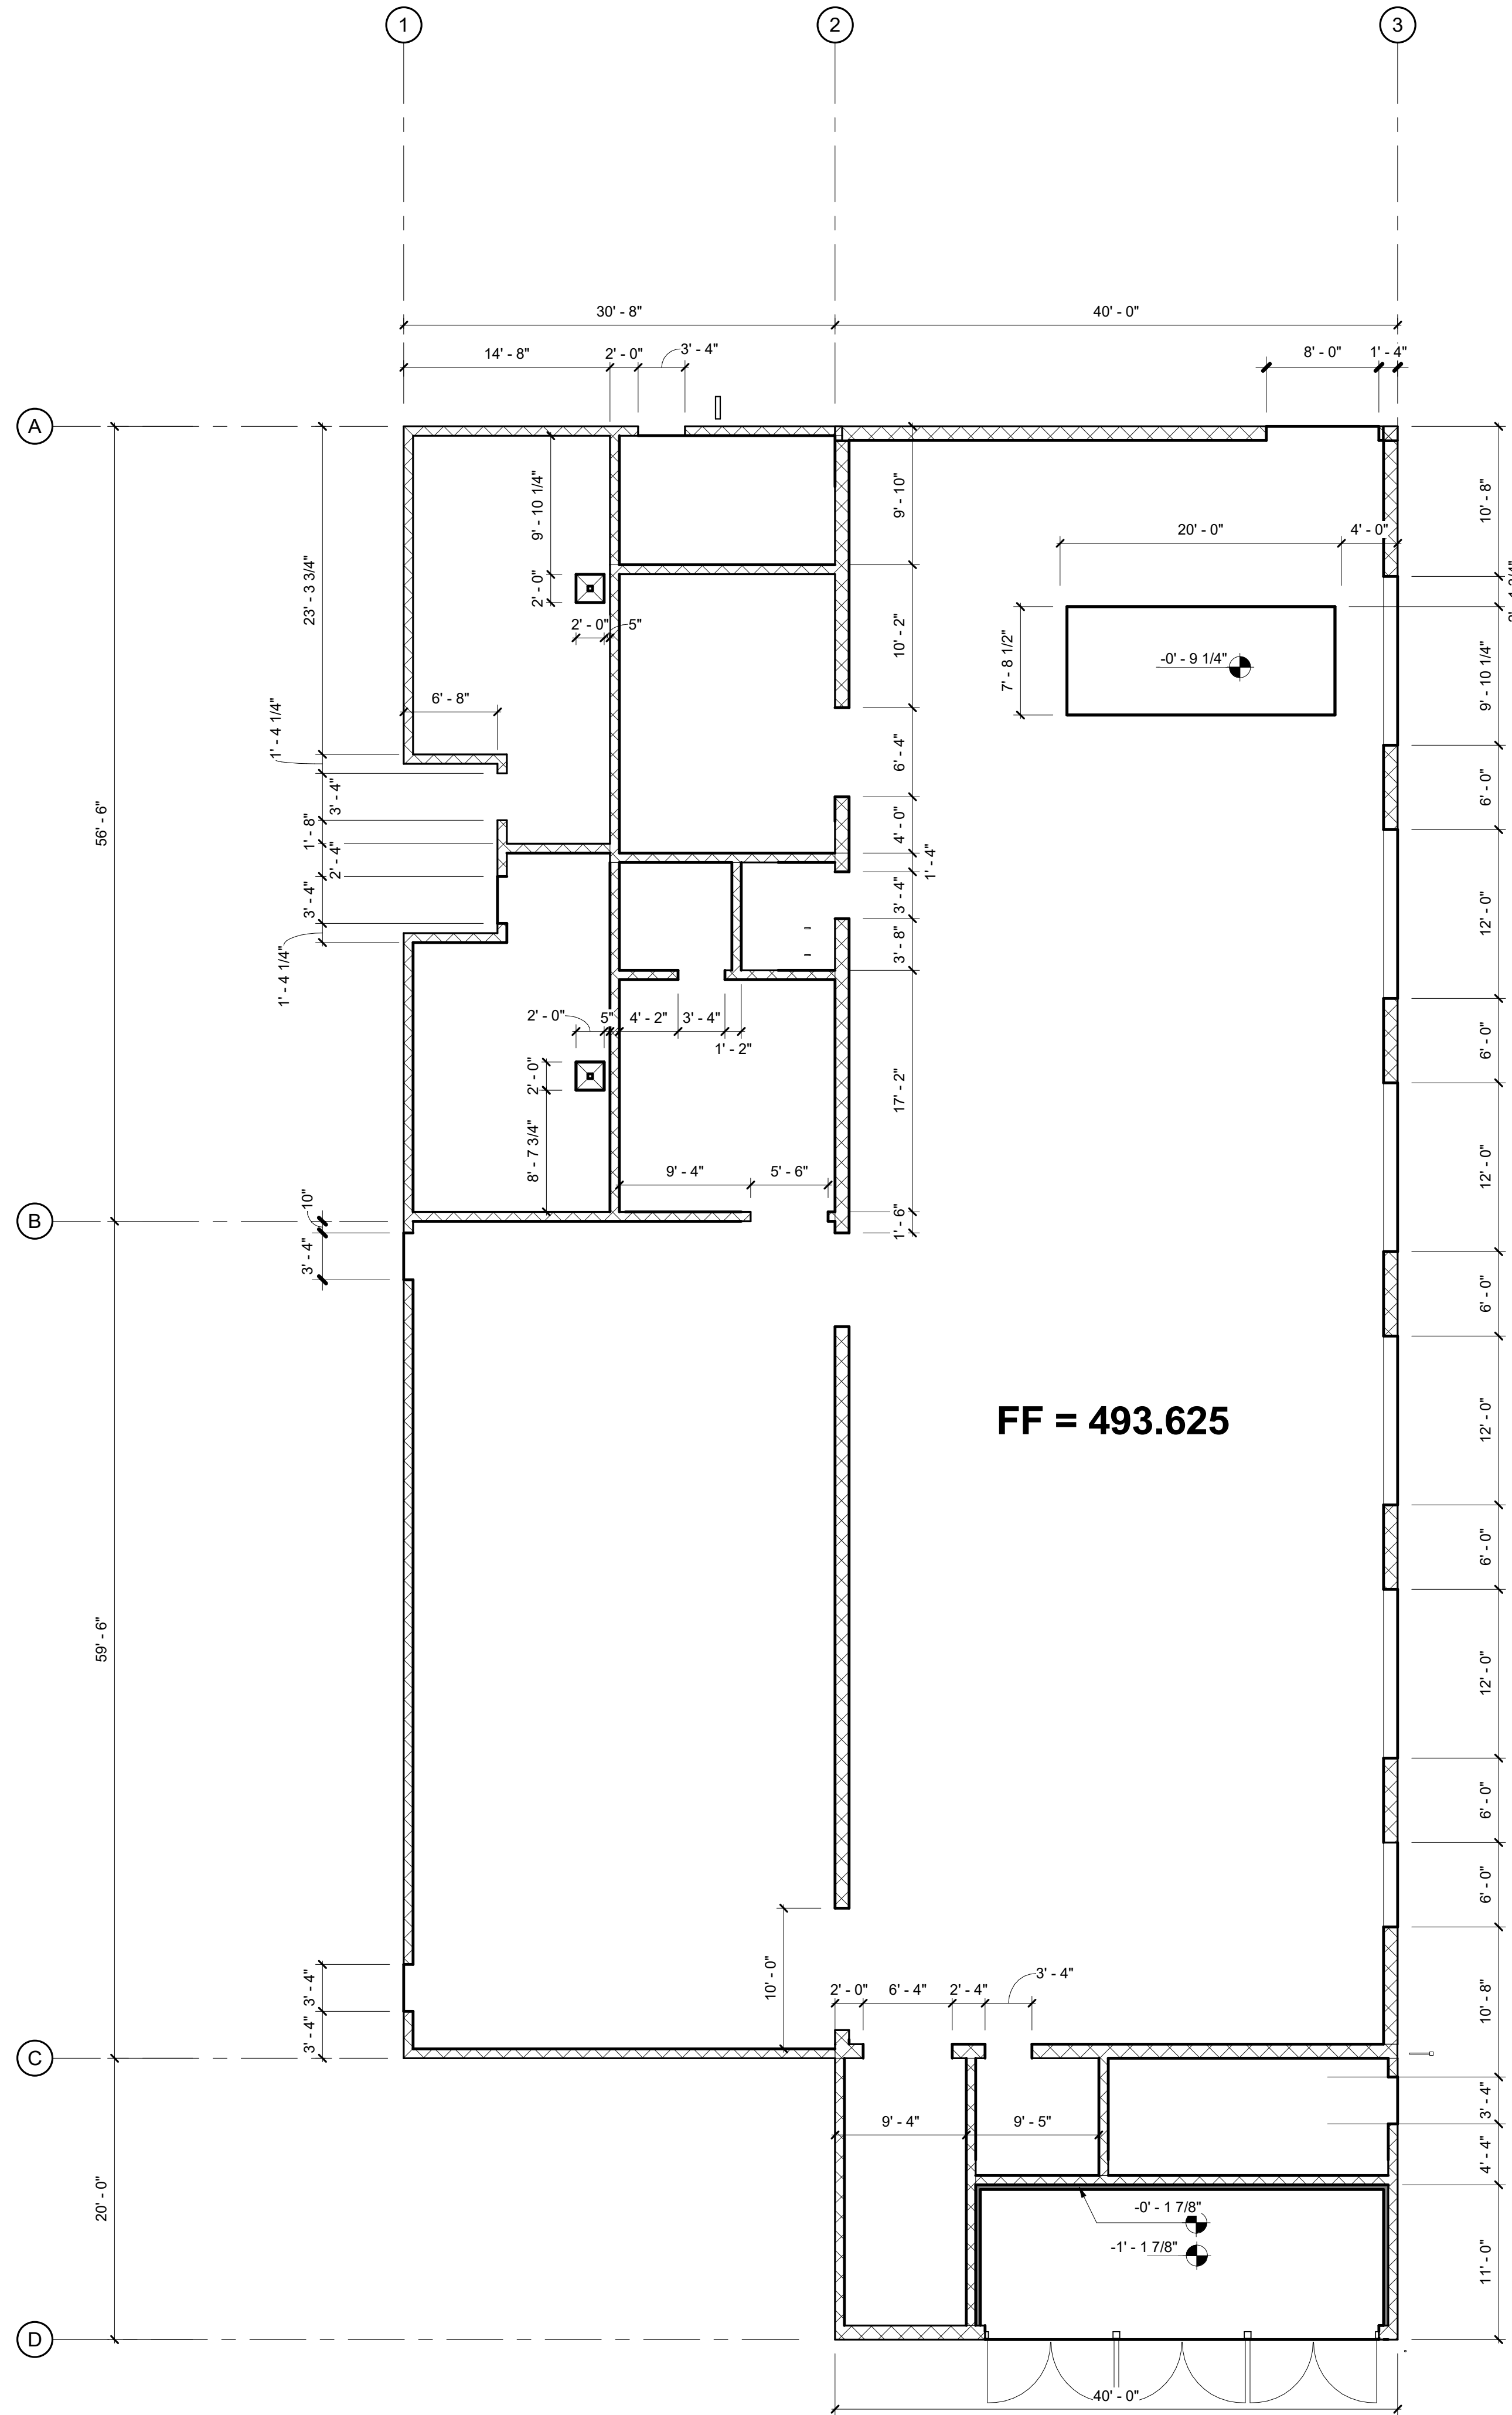 1
2
3
30' - 8"
40' - 0"
14' - 8"
2' - 0"
3' - 4"
8' - 0"
1' - 4"
A
9' - 10 1/4"
9' - 10"
10' - 8"
20' - 0"
4' - 0"
23' - 3 3/4"
2' - 0"
2' - 0"
5"
10' - 2"
7' - 8 1/2"
-0' - 9 1/4"
9' - 10 1/4"
6' - 8"
1' - 4 1/4"
6' - 4"
6' - 0"
3' - 4"
56' - 6"
1' - 8"
4' - 0"
2' - 4"
1' - 4"
3' - 4"
3' - 4"
12' - 0"
3' - 8"
1' - 4 1/4"
2' - 0"
5"
4' - 2"
3' - 4"
1' - 2"
6' - 0"
2' - 0"
17' - 2"
8' - 7 3/4"
12' - 0"
9' - 4"
5' - 6"
10"
B
1' - 6"
3' - 4"
6' - 0"
FF = 493.625
12' - 0"
6' - 0"
59' - 6"
12' - 0"
6' - 0"
6' - 0"
10' - 0"
3' - 4"
2' - 0"
6' - 4"
2' - 4"
3' - 4"
10' - 8"
3' - 4"
C
9' - 4"
9' - 5"
3' - 4"
4' - 4"
20' - 0"
-0' - 1 7/8"
-1' - 1 7/8"
11' - 0"
D
40' - 0"